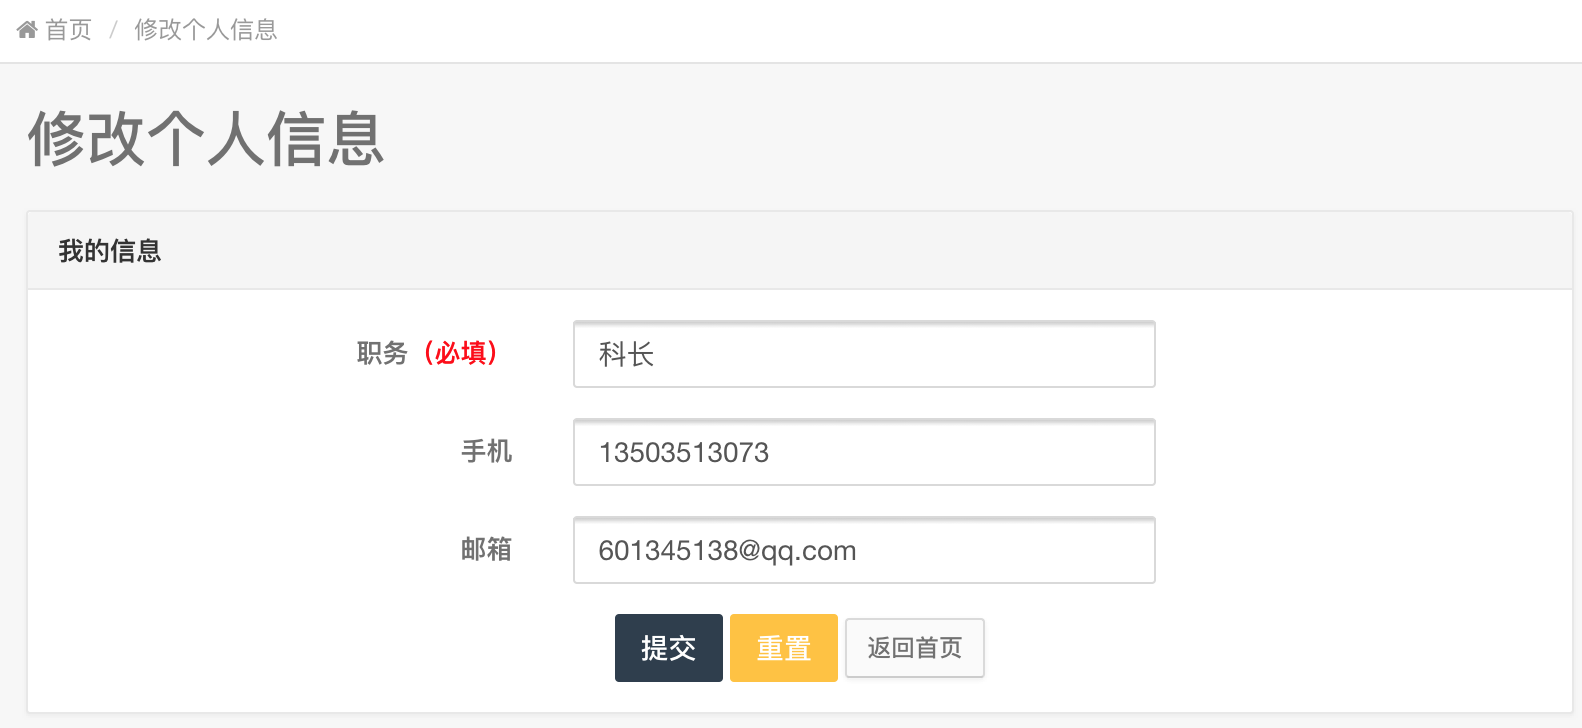 首页 / 修改个人信息
修改个人信息
我的信息
职务（必填） 科长
手机 13503513073
邮箱 601345138@qq.com
提交 重置 返回首页